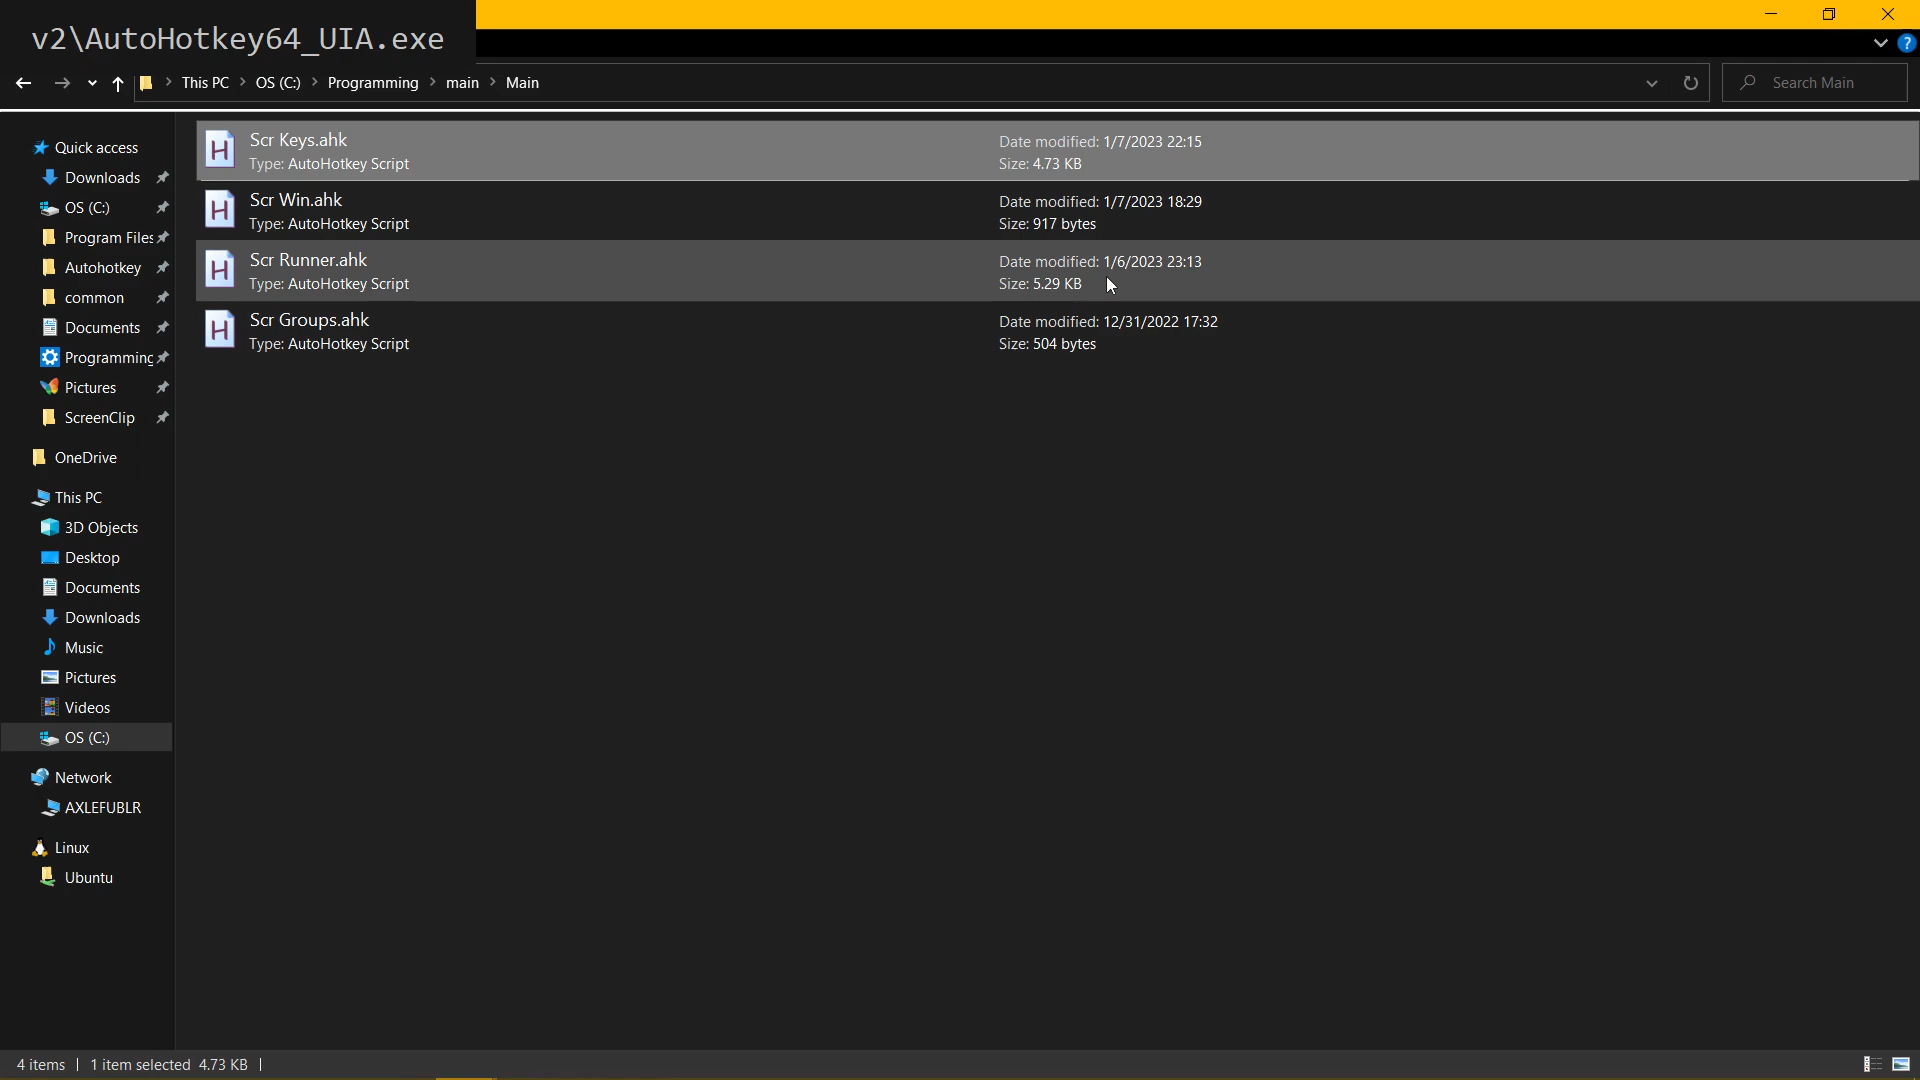 v2\AutoHotkey64_UIA.exe
This PC > OS (C:) > Programming > main > Main
Search Main
Quick access
Downloads
OS (C:)
Program Files
Autohotkey
common
Documents
Programming
Pictures
ScreenClip
OneDrive
This PC
3D Objects
Desktop
Documents
Downloads
Music
Pictures
Videos
OS (C:)
Network
AXLEFUBLR
Linux
Ubuntu
Scr Keys.ahk
Type: AutoHotkey Script
Date modified: 1/7/2023 22:15
Size: 4.73 KB
Scr Win.ahk
Type: AutoHotkey Script
Date modified: 1/7/2023 18:29
Size: 917 bytes
Scr Runner.ahk
Type: AutoHotkey Script
Date modified: 1/6/2023 23:13
Size: 5.29 KB
Scr Groups.ahk
Type: AutoHotkey Script
Date modified: 12/31/2022 17:32
Size: 504 bytes
4 items | 1 item selected 4.73 KB |